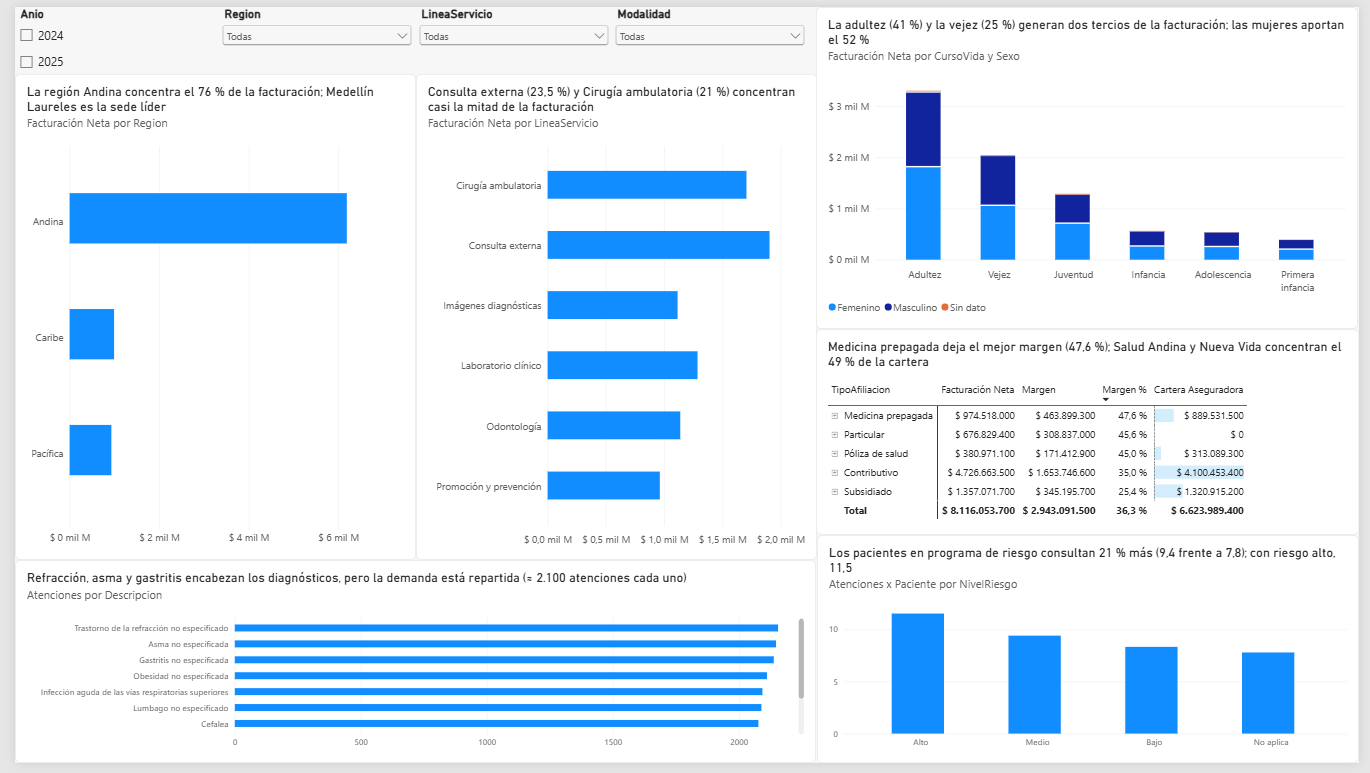 Anio
2024
2025
Region
Todas
LineaServicio
Todas
Modalidad
Todas
La región Andina concentra el 76 % de la facturación; Medellín
Laureles es la sede líder
Facturación Neta por Region
Andina
Caribe
Pacífica
$ 0 mil M $ 2 mil M $ 4 mil M $ 6 mil M
Consulta externa (23,5 %) y Cirugía ambulatoria (21 %) concentran
casi la mitad de la facturación
Facturación Neta por LineaServicio
Cirugía ambulatoria
Consulta externa
Imágenes diagnósticas
Laboratorio clínico
Odontología
Promoción y prevención
$ 0,0 mil M $ 0,5 mil M $ 1,0 mil M $ 1,5 mil M $ 2,0 mil M
Refracción, asma y gastritis encabezan los diagnósticos, pero la demanda está repartida (≈ 2.100 atenciones cada uno)
Atenciones por Descripcion
Trastorno de la refracción no especificado
Asma no especificada
Gastritis no especificada
Obesidad no especificada
Infección aguda de las vías respiratorias superiores
Lumbago no especificado
Cefalea
0 500 1000 1500 2000
La adultez (41 %) y la vejez (25 %) generan dos tercios de la facturación; las mujeres aportan
el 52 %
Facturación Neta por CursoVida y Sexo
$ 3 mil M
$ 2 mil M
$ 1 mil M
$ 0 mil M
Adultez Vejez Juventud Infancia Adolescencia Primera
infancia
Femenino Masculino Sin dato
Medicina prepagada deja el mejor margen (47,6 %); Salud Andina y Nueva Vida concentran el
49 % de la cartera
TipoAfiliacion Facturación Neta Margen Margen % Cartera Aseguradora
Medicina prepagada $ 974.518.000 $ 463.899.300 47,6 % $ 889.531.500
Particular $ 676.829.400 $ 308.837.000 45,6 % $ 0
Póliza de salud $ 380.971.100 $ 171.412.900 45,0 % $ 313.089.300
Contributivo $ 4.726.663.500 $ 1.653.746.600 35,0 % $ 4.100.453.400
Subsidiado $ 1.357.071.700 $ 345.195.700 25,4 % $ 1.320.915.200
Total $ 8.116.053.700 $ 2.943.091.500 36,3 % $ 6.623.989.400
Los pacientes en programa de riesgo consultan 21 % más (9,4 frente a 7,8); con riesgo alto,
11,5
Atenciones x Paciente por NivelRiesgo
10
5
0
Alto Medio Bajo No aplica